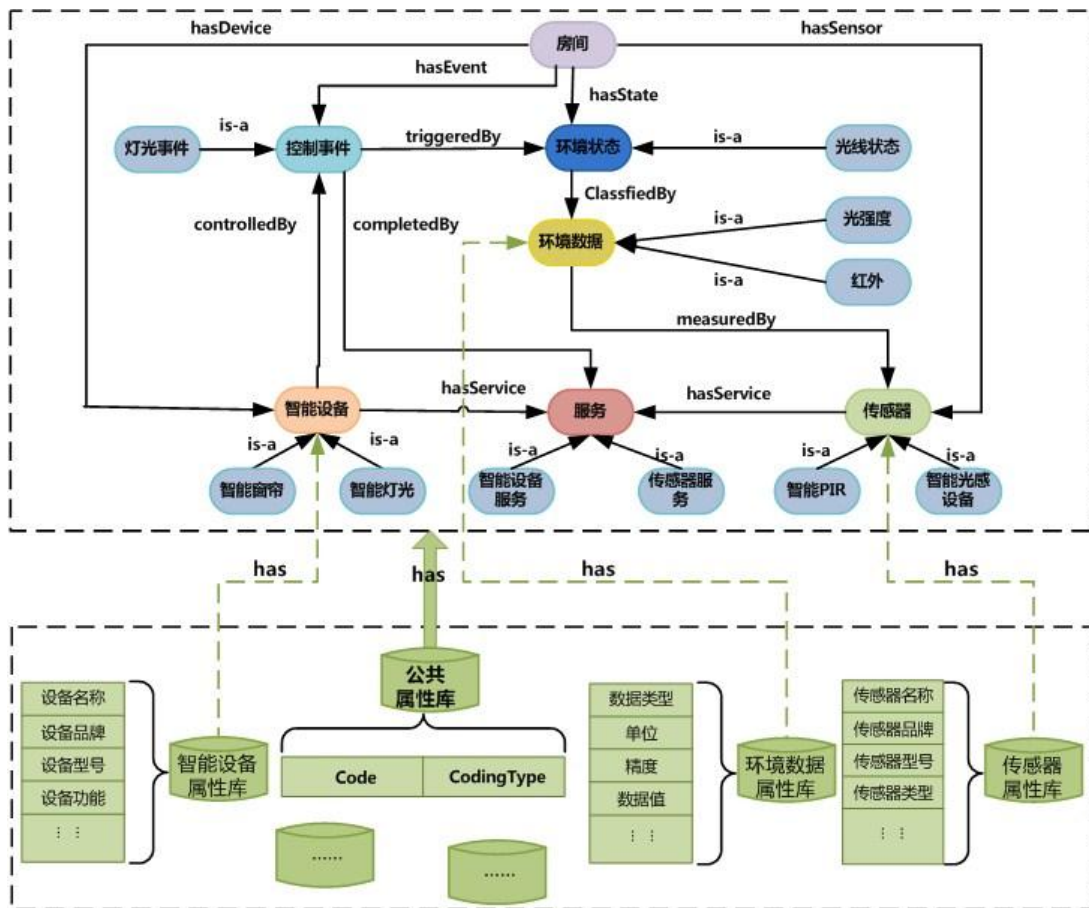 hasDevice
房间
hasSensor
hasEvent
hasState
灯光事件
is-a
控制事件
triggeredBy
环境状态
is-a
光线状态
controlledBy
completedBy
ClassfiedBy
环境数据
is-a
光强度
is-a
红外
measuredBy
智能设备
hasService
服务
hasService
传感器
is-a
is-a
is-a
is-a
is-a
is-a
智能窗帘
智能灯光
智能设备
服务
传感器服
务
智能PIR
智能光感
设备
has
has
has
has
公共
属性库
设备名称
设备品牌
设备型号
设备功能
⋮ ⋮
智能设备
属性库
Code
CodingType
······
······
数据类型
单位
精度
数据值
⋮ ⋮
环境数据
属性库
传感器名称
传感器品牌
传感器型号
传感器类型
⋮ ⋮
传感器
属性库